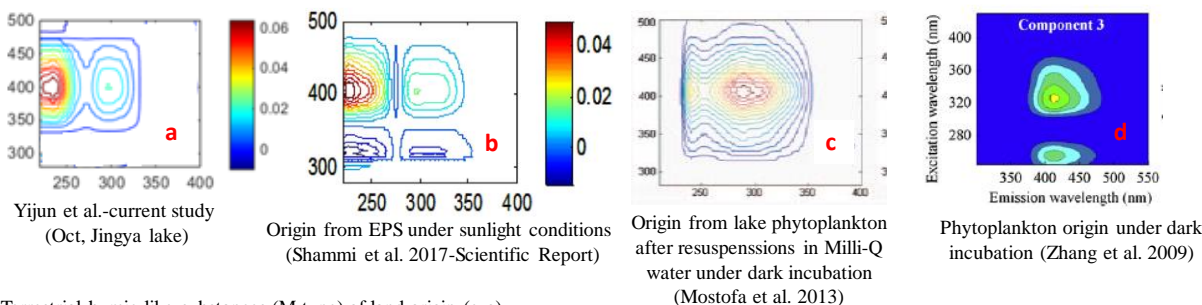 500
450
400
350
300
220 250 300 350 400
0.06
0.04
0.02
0
a
Yijun et al.-current study
(Oct, Jingya lake)
500
400
300
250 300 350 400
0.04
0.02
0
b
Origin from EPS under sunlight conditions
(Shammi et al. 2017-Scientific Report)
500
450
400
350
300
250 300 350 400
c
Origin from lake phytoplankton
after resuspenssions in Milli-Q
water under dark incubation
(Mostofa et al. 2013)
Component 3
Excitation wavelength (nm)
400
360
320
280
350 400 450 500 550
Emission wavelength (nm)
d
Phytoplankton origin under dark
incubation (Zhang et al. 2009)